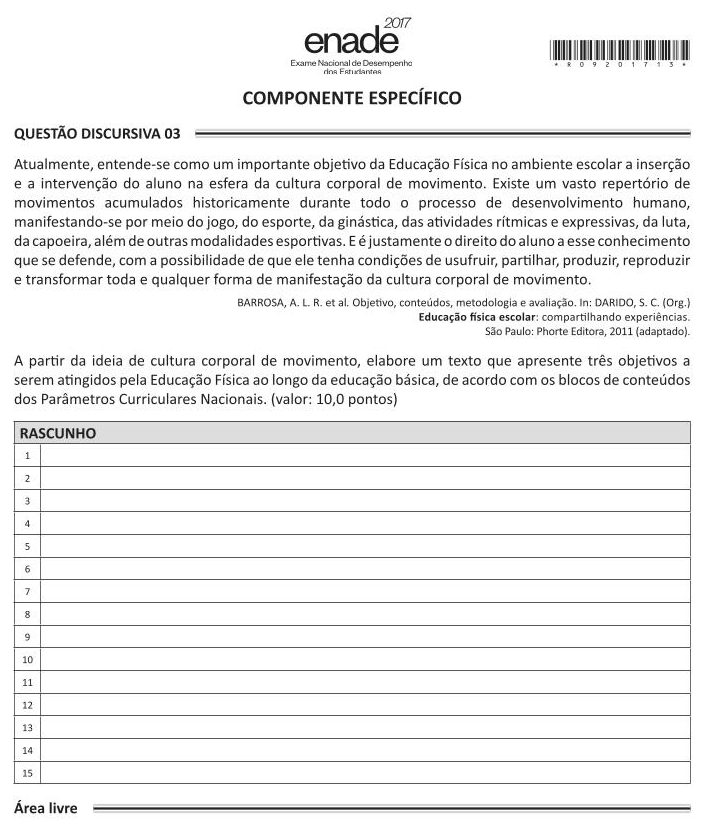 2017
enade
Exame Nacional de Desempenho
dos Estudantes
* R 0 9 2 0 1 7 1 3 *
COMPONENTE ESPECÍFICO
QUESTÃO DISCURSIVA 03
Atualmente, entende-se como um importante objetivo da Educação Física no ambiente escolar a inserção
e a intervenção do aluno na esfera da cultura corporal de movimento. Existe um vasto repertório de
movimentos acumulados historicamente durante todo o processo de desenvolvimento humano,
manifestando-se por meio do jogo, do esporte, da ginástica, das atividades rítmicas e expressivas, da luta,
da capoeira, além de outras modalidades esportivas. E é justamente o direito do aluno a esse conhecimento
que se defende, com a possibilidade de que ele tenha condições de usufruir, partilhar, produzir, reproduzir
e transformar toda e qualquer forma de manifestação da cultura corporal de movimento.
BARROSA, A. L. R. et al. Objetivo, conteúdos, metodologia e avaliação. In: DARIDO, S. C. (Org.)
Educação física escolar: compartilhando experiências.
São Paulo: Phorte Editora, 2011 (adaptado).
A partir da ideia de cultura corporal de movimento, elabore um texto que apresente três objetivos a
serem atingidos pela Educação Física ao longo da educação básica, de acordo com os blocos de conteúdos
dos Parâmetros Curriculares Nacionais. (valor: 10,0 pontos)
RASCUNHO
1
2
3
4
5
6
7
8
9
10
11
12
13
14
15
Área livre